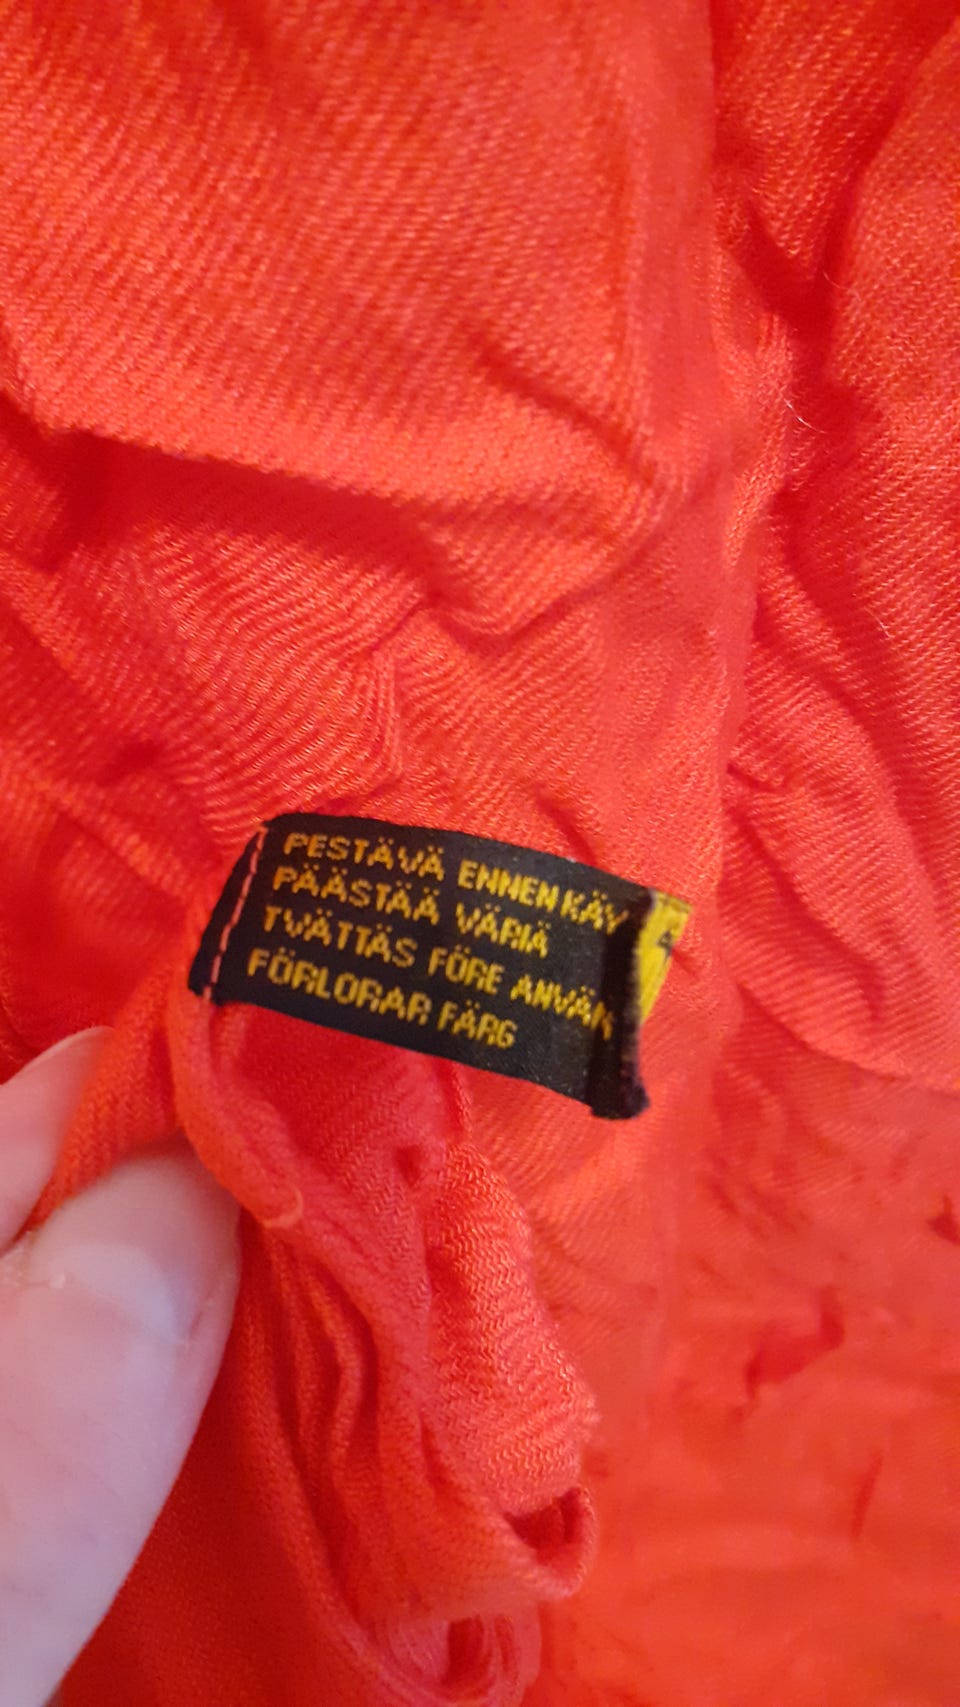 PESTÄVÄ ENNEN KÄY
PÄÄSTÄÄ VÄRIÄ
TVÄTTÄS FÖRE ANVÄN
FÖRLORAR FÄRG